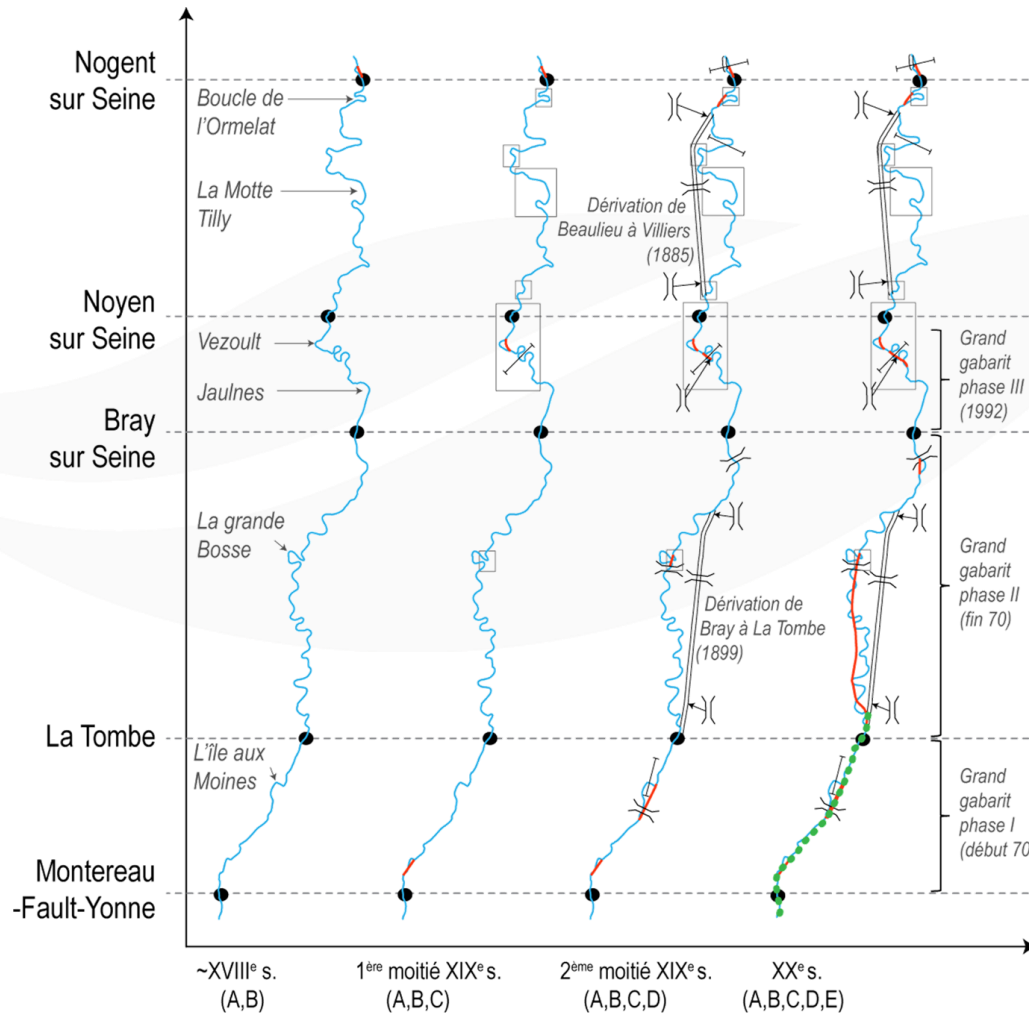 Nogent
sur Seine
Boucle de
l'Ormelat
La Motte
Tilly
Dérivation de
Beaulieu à Villiers
(1885)
Noyen
sur Seine
Vezoult
Jaulnes
Grand
gabarit
phase III
(1992)
Bray
sur Seine
La grande
Bosse
Dérivation de
Bray à La Tombe
(1899)
Grand
gabarit
phase II
(fin 70)
La Tombe
L'île aux
Moines
Grand
gabarit
phase I
(début 70
Montereau
-Fault-Yonne
~XVIIIe s.
(A,B)
1ère moitié XIXe s.
(A,B,C)
2ème moitié XIXe s.
(A,B,C,D)
XXe s.
(A,B,C,D,E)